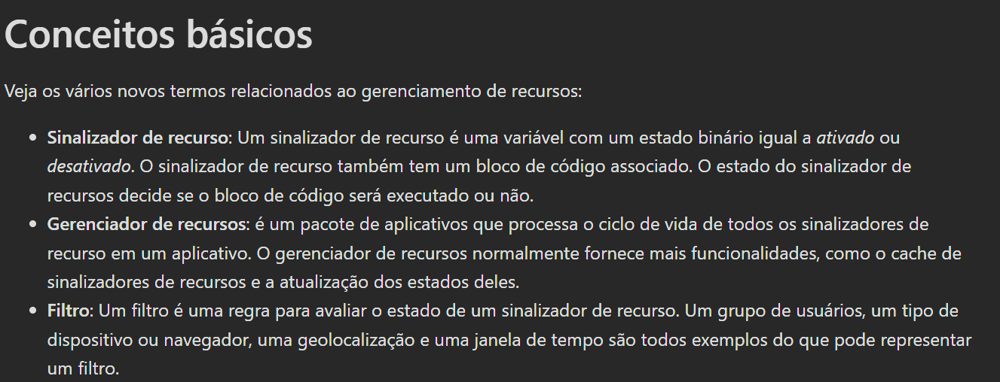 Conceitos básicos
Veja os vários novos termos relacionados ao gerenciamento de recursos:
• Sinalizador de recurso: Um sinalizador de recurso é uma variável com um estado binário igual a ativado ou
desativado. O sinalizador de recurso também tem um bloco de código associado. O estado do sinalizador de
recursos decide se o bloco de código será executado ou não.
• Gerenciador de recursos: é um pacote de aplicativos que processa o ciclo de vida de todos os sinalizadores de
recurso em um aplicativo. O gerenciador de recursos normalmente fornece mais funcionalidades, como o cache de
sinalizadores de recursos e a atualização dos estados deles.
• Filtro: Um filtro é uma regra para avaliar o estado de um sinalizador de recurso. Um grupo de usuários, um tipo de
dispositivo ou navegador, uma geolocalização e uma janela de tempo são todos exemplos do que pode representar
um filtro.